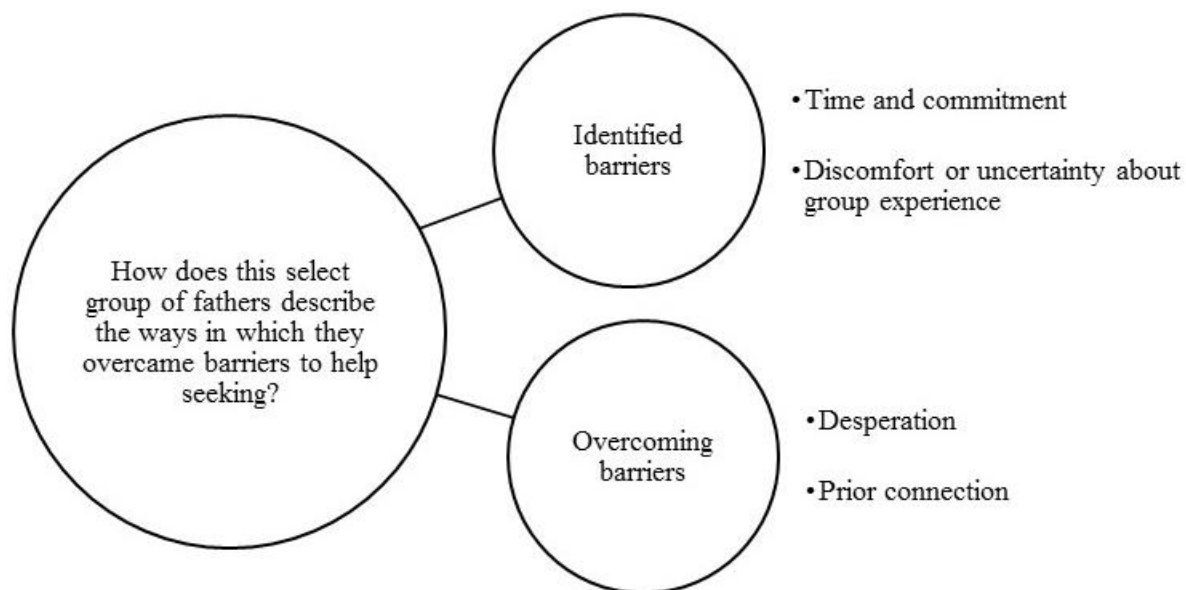 How does this select
group of fathers describe
the ways in which they
overcame barriers to help
seeking?
Identified
barriers
•Time and commitment
•Discomfort or uncertainty about
group experience
Overcoming
barriers
•Desperation
•Prior connection